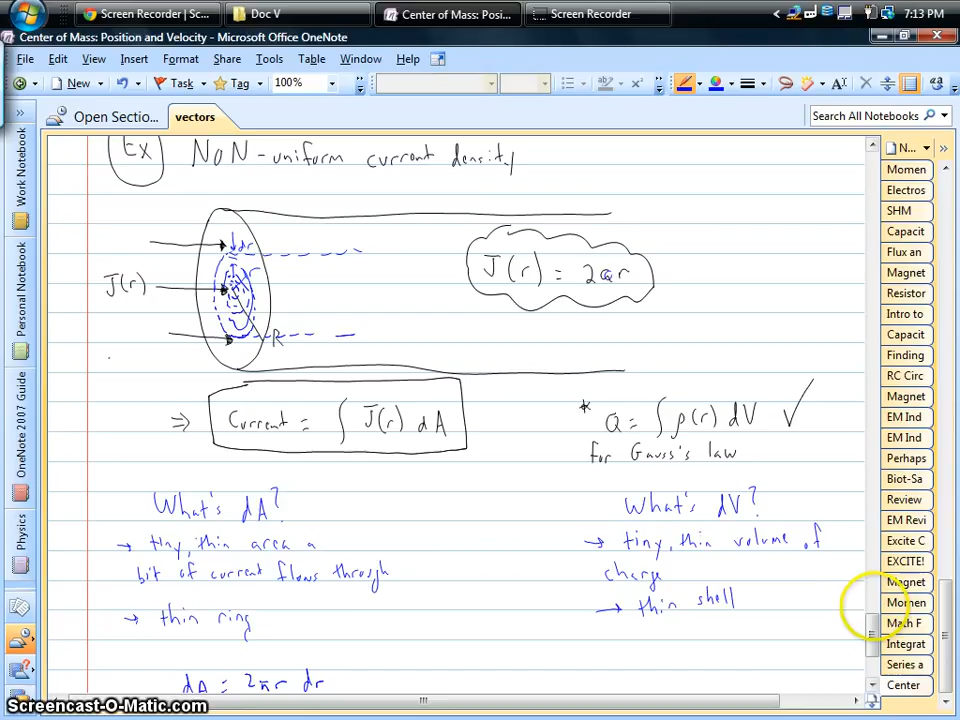 Screen Recorder | Sc...
Doc V
Center of Mass: Posi...
Screen Recorder
7:13 PM
Center of Mass: Position and Velocity - Microsoft Office OneNote
File Edit View Insert Format Share Tools Table Window Help
New Task Tag 100%
Open Sectio... vectors
Search All Notebooks
Work Notebook
Personal Notebook
OneNote 2007 Guide
Physics
Ex NoN-uniform current density
dr
r
J(r)
R
J(r) = 2ar
⇒ Current = ∫ J(r) dA
* Q = ∫ ρ(r) dV ✓
for Gauss's law
What's dA?
→ tiny, thin area a
bit of current flows through
→ thin ring
dA = 2πr dr
What's dV?
→ tiny, thin volume of
charge
→ thin shell
N...
Momen
Electros
SHM
Capacit
Flux an
Magnet
Resistor
Intro to
Capacit
Finding
RC Circ
Magnet
EM Ind
EM Ind
Perhaps
Biot-Sa
Review
EM Revi
Excite C
EXCITE!
Magnet
Momen
Math F
Integrat
Series a
Center
Screencast-O-Matic.com